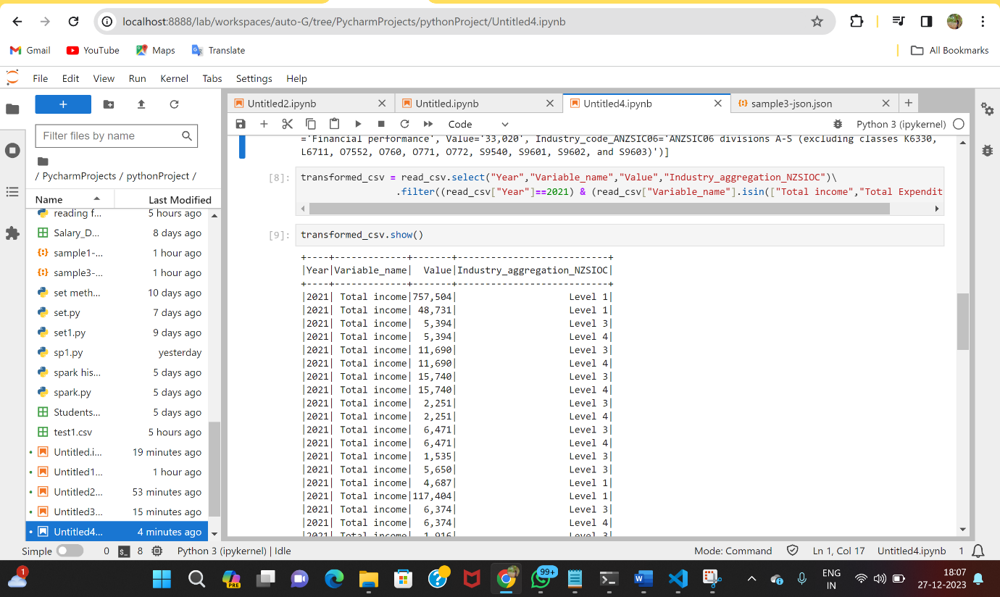 localhost:8888/lab/workspaces/auto-G/tree/PycharmProjects/pythonProject/Untitled4.ipynb
Gmail YouTube Maps Translate All Bookmarks
File Edit View Run Kernel Tabs Settings Help
+
Filter files by name
/ PycharmProjects / pythonProject /
Name Last Modified
reading f... 5 hours ago
Salary_D... 8 days ago
sample1-... 1 hour ago
sample3-... 1 hour ago
set meth... 10 days ago
set.py 7 days ago
set1.py 9 days ago
sp1.py yesterday
spark his... 5 days ago
spark.py 5 days ago
Students... 5 days ago
test1.csv 5 hours ago
Untitled.i... 19 minutes ago
Untitled1... 1 hour ago
Untitled2... 53 minutes ago
Untitled3... 15 minutes ago
Untitled4... 4 minutes ago
Untitled2.ipynb Untitled.ipynb Untitled4.ipynb sample3-json.json
Code Python 3 (ipykernel)
='Financial performance', Value='33,020', Industry_code_ANZSIC06='ANZSIC06 divisions A-S (excluding classes K6330,
L6711, O7552, O760, O771, O772, S9540, S9601, S9602, and S9603)')]
[8]: transformed_csv = read_csv.select("Year","Variable_name","Value","Industry_aggregation_NZSIOC")\
.filter((read_csv["Year"]==2021) & (read_csv["Variable_name"].isin(["Total income","Total Expendit
[9]: transformed_csv.show()
+----+-------------+-------+---------------------------+
|Year|Variable_name|  Value|Industry_aggregation_NZSIOC|
+----+-------------+-------+---------------------------+
|2021| Total income|757,504|                    Level 1|
|2021| Total income| 48,731|                    Level 1|
|2021| Total income|  5,394|                    Level 3|
|2021| Total income|  5,394|                    Level 4|
|2021| Total income| 11,690|                    Level 3|
|2021| Total income| 11,690|                    Level 4|
|2021| Total income| 15,740|                    Level 3|
|2021| Total income| 15,740|                    Level 4|
|2021| Total income|  2,251|                    Level 3|
|2021| Total income|  2,251|                    Level 4|
|2021| Total income|  6,471|                    Level 3|
|2021| Total income|  6,471|                    Level 4|
|2021| Total income|  1,535|                    Level 3|
|2021| Total income|  5,650|                    Level 3|
|2021| Total income|  4,687|                    Level 1|
|2021| Total income|117,404|                    Level 1|
|2021| Total income|  6,374|                    Level 3|
|2021| Total income|  6,374|                    Level 4|
|2021| Total income|  1,916|                    Level 3|
Simple 0 8 Python 3 (ipykernel) | Idle Mode: Command Ln 1, Col 17 Untitled4.ipynb 1
1 PRE 99+ ENG
IN 18:07
27-12-2023